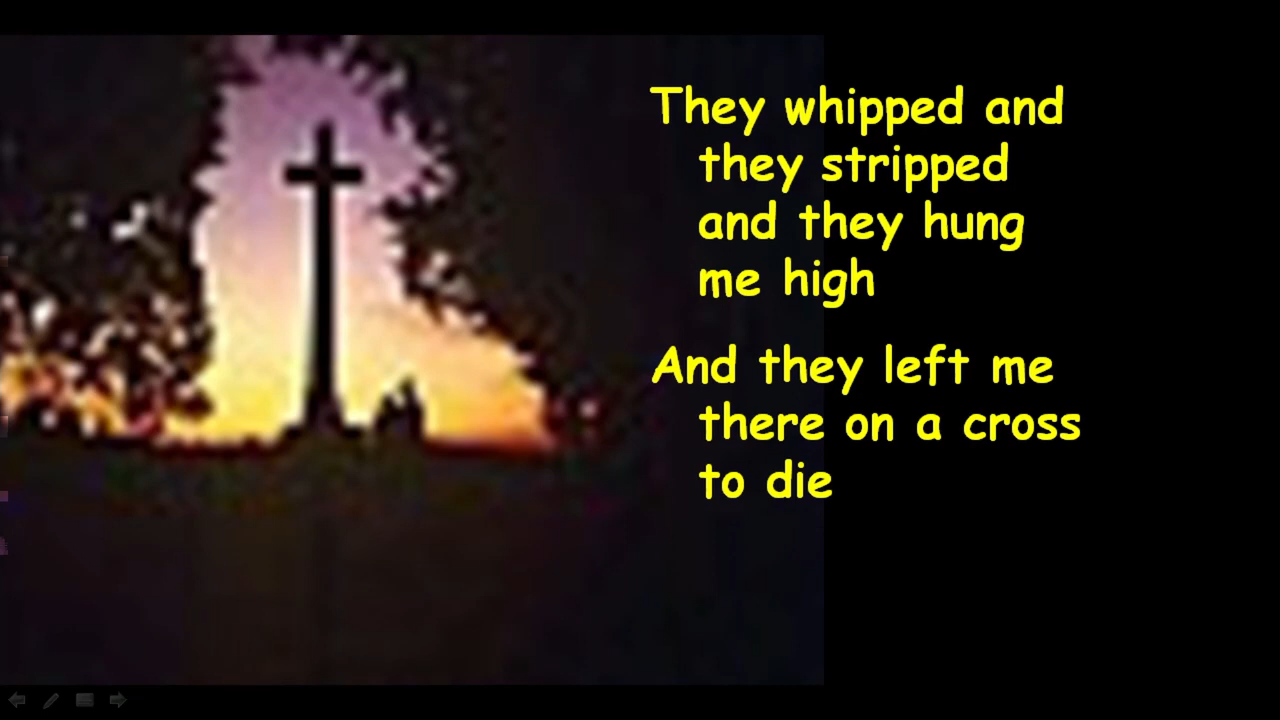 They whipped and
they stripped
and they hung
me high
And they left me
there on a cross
to die